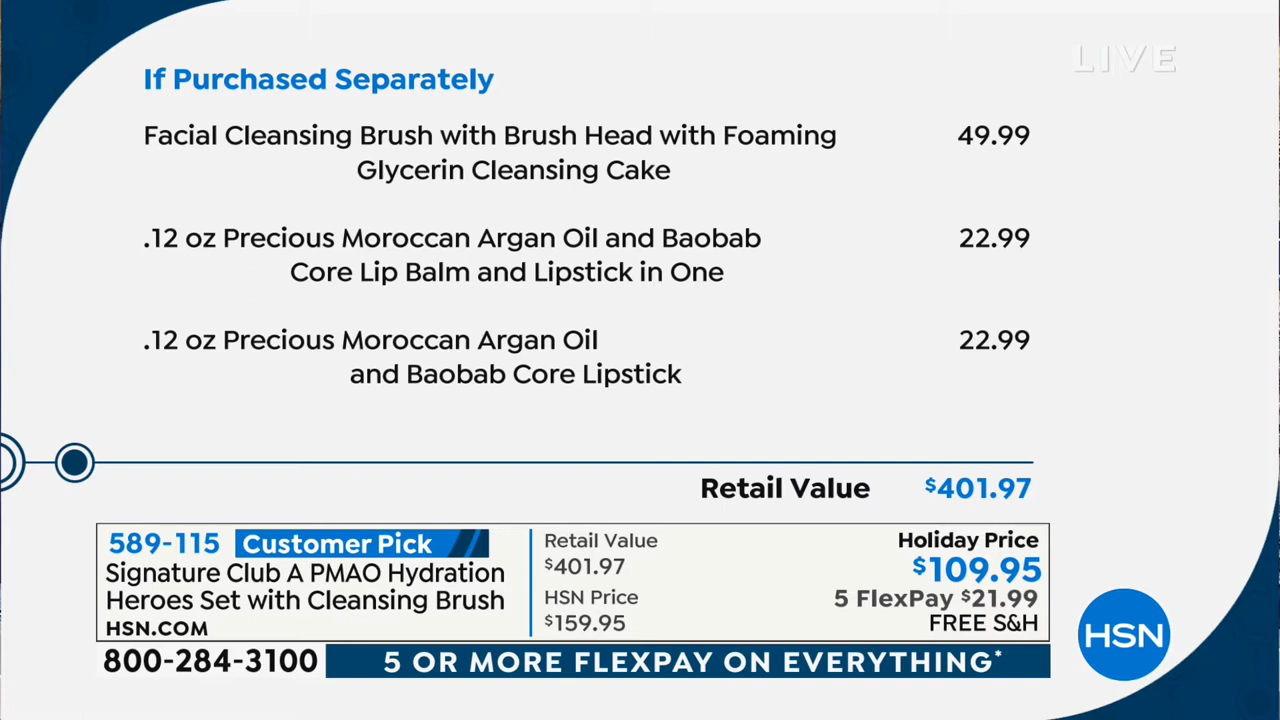 LIVE
If Purchased Separately
Facial Cleansing Brush with Brush Head with Foaming 49.99
Glycerin Cleansing Cake
.12 oz Precious Moroccan Argan Oil and Baobab 22.99
Core Lip Balm and Lipstick in One
.12 oz Precious Moroccan Argan Oil 22.99
and Baobab Core Lipstick
Retail Value $401.97
589-115 Customer Pick
Signature Club A PMAO Hydration
Heroes Set with Cleansing Brush
HSN.COM
Retail Value
$401.97
HSN Price
$159.95
Holiday Price
$109.95
5 FlexPay $21.99
FREE S&H
HSN
800-284-3100 5 OR MORE FLEXPAY ON EVERYTHING*